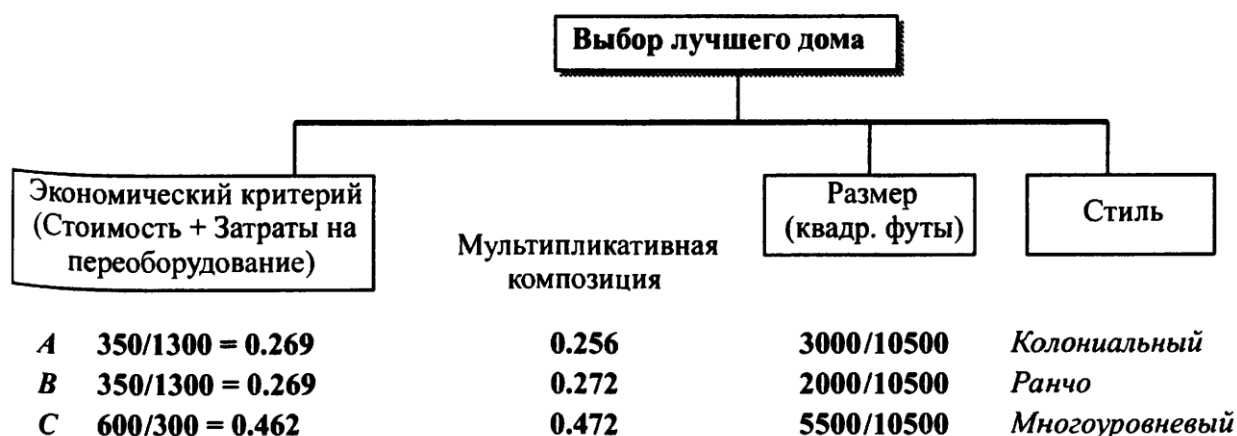 Выбор лучшего дома
Экономический критерий
(Стоимость + Затраты на
переоборудование)
Мультипликативная
композиция
Размер
(квадр. футы)
Стиль
A 350/1300 = 0.269 0.256 3000/10500 Колониальный
B 350/1300 = 0.269 0.272 2000/10500 Ранчо
C 600/300 = 0.462 0.472 5500/10500 Многоуровневый